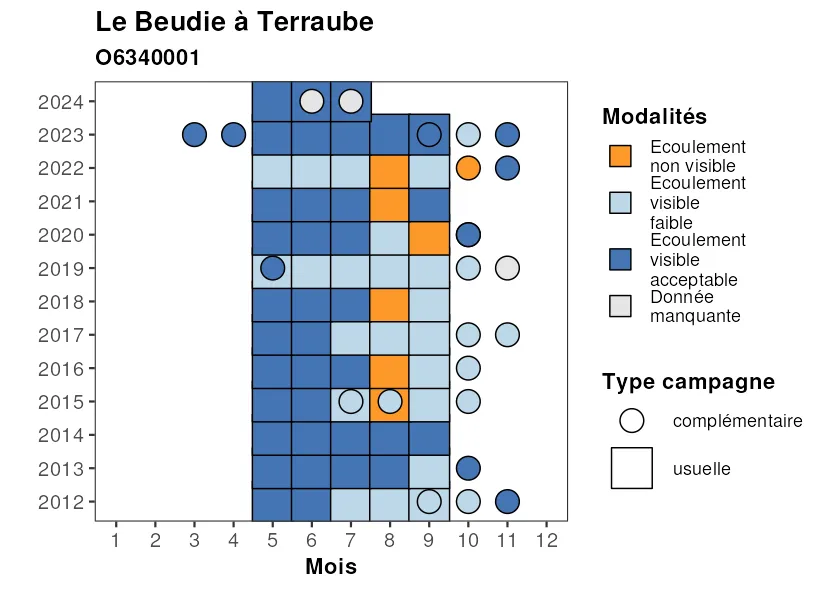 Le Beudie à Terraube
O6340001
2024
2023
2022
2021
2020
2019
2018
2017
2016
2015
2014
2013
2012
1 2 3 4 5 6 7 8 9 10 11 12
Mois
Modalités
Ecoulement
non visible
Ecoulement
visible
faible
Ecoulement
visible
acceptable
Donnée
manquante
Type campagne
complémentaire
usuelle